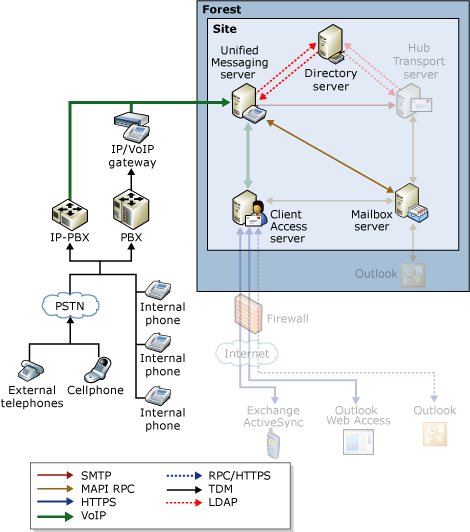 Forest
Site
Unified
Messaging
server
Directory
server
Hub
Transport
server
IP/VoIP
gateway
IP-PBX
PBX
Client
Access
server
Mailbox
server
Outlook
PSTN
Internal
phone
Firewall
Internal
phone
Internet
External
telephones
Cellphone
Internal
phone
Exchange
ActiveSync
Outlook
Web Access
Outlook
SMTP
MAPI RPC
HTTPS
VoIP
RPC/HTTPS
TDM
LDAP